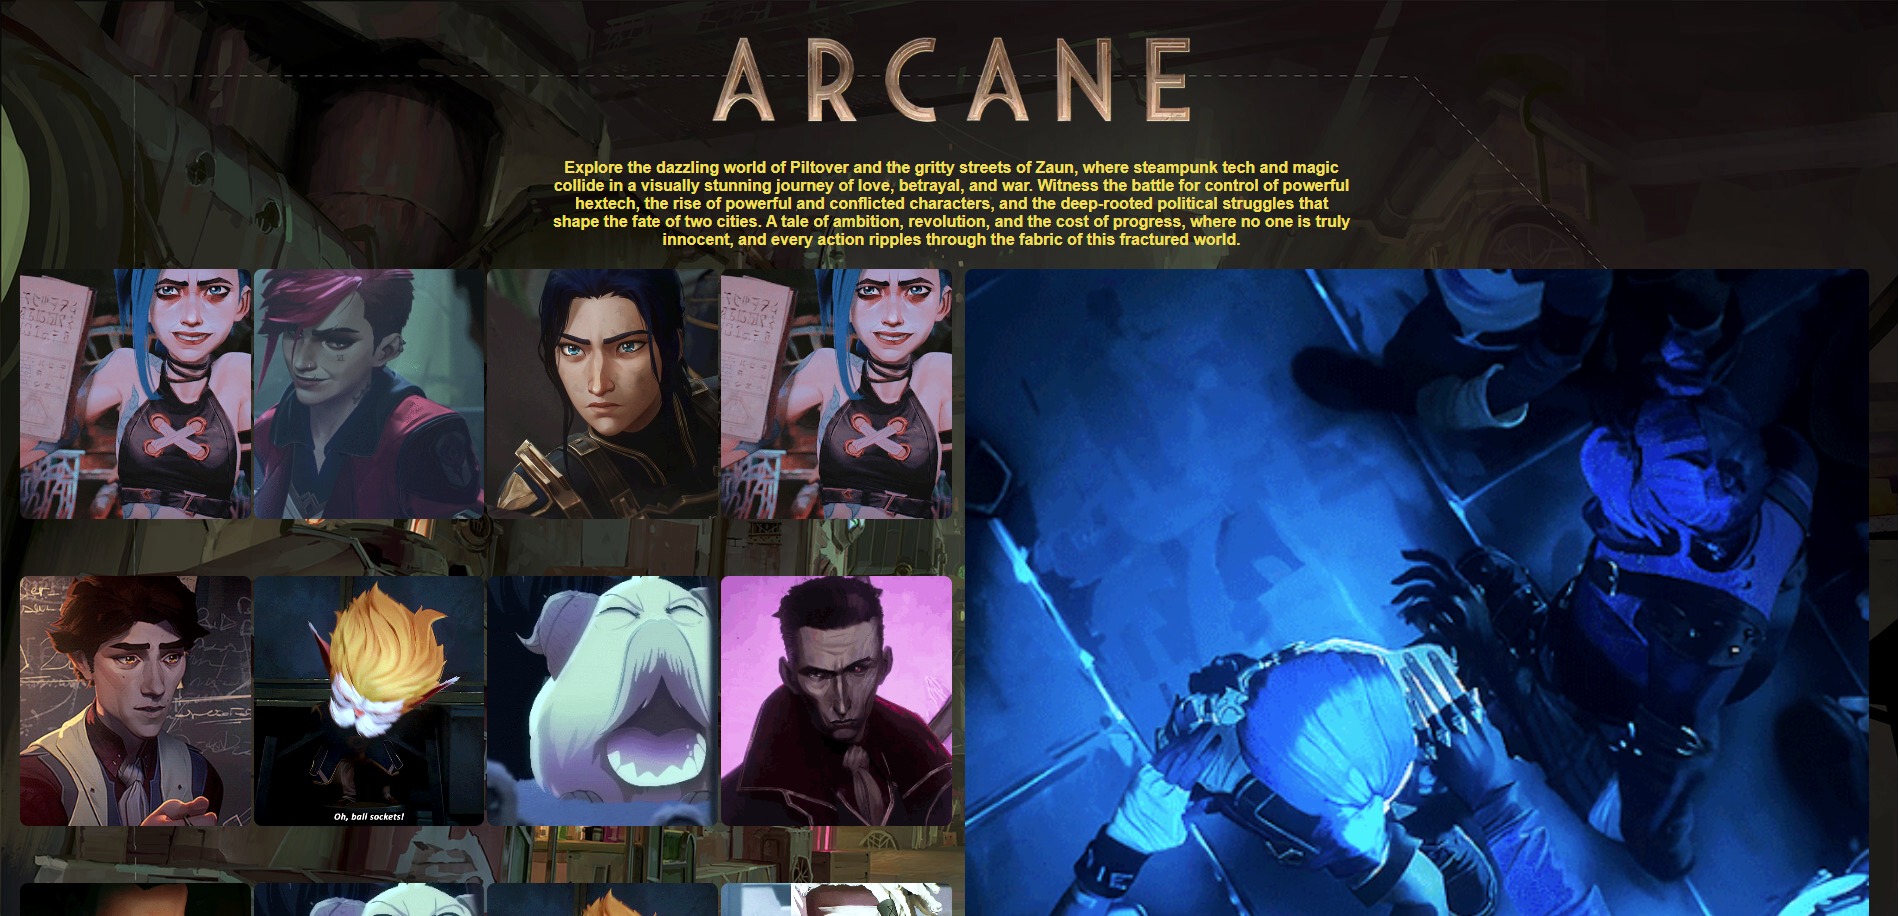 ARCANE
Explore the dazzling world of Piltover and the gritty streets of Zaun, where steampunk tech and magic
collide in a visually stunning journey of love, betrayal, and war. Witness the battle for control of powerful
hextech, the rise of powerful and conflicted characters, and the deep-rooted political struggles that
shape the fate of two cities. A tale of ambition, revolution, and the cost of progress, where no one is truly
innocent, and every action ripples through the fabric of this fractured world.
Oh, ball sockets!